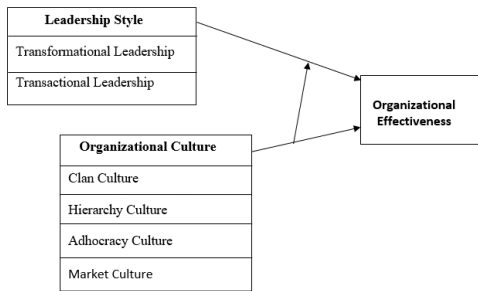 Leadership Style
Transformational Leadership
Transactional Leadership
Organizational
Effectiveness
Organizational Culture
Clan Culture
Hierarchy Culture
Adhocracy Culture
Market Culture